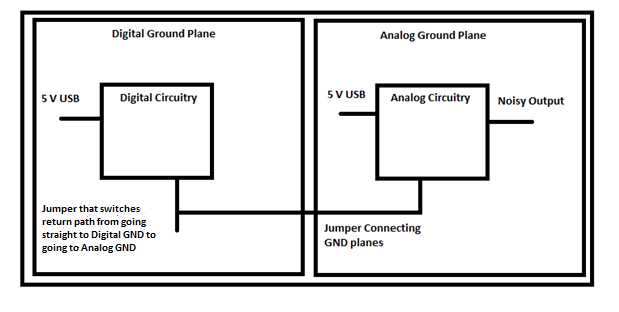 Digital Ground Plane
Analog Ground Plane
5 V USB
Digital Circuitry
5 V USB
Analog Circuitry
Noisy Output
Jumper that switches
return path from going
straight to Digital GND to
going to Analog GND
Jumper Connecting
GND planes